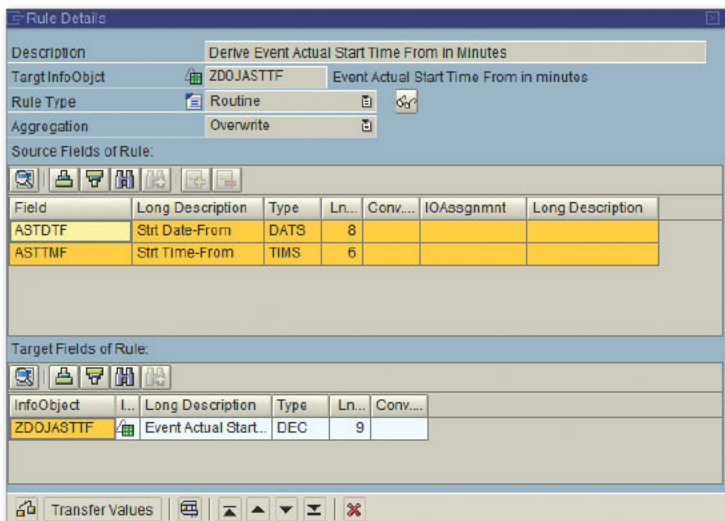 Rule Details
Description Derive Event Actual Start Time From in Minutes
Targt InfoObjct ZDOJASTTF Event Actual Start Time From in minutes
Rule Type Routine
Aggregation Overwrite
Source Fields of Rule:
Field Long Description Type Ln... Conv.... IOAssgnmnt Long Description
ASTDTF Strt Date-From DATS 8
ASTTMF Strt Time-From TIMS 6
Target Fields of Rule:
InfoObject I... Long Description Type Ln... Conv....
ZDOJASTTF Event Actual Start... DEC 9
Transfer Values